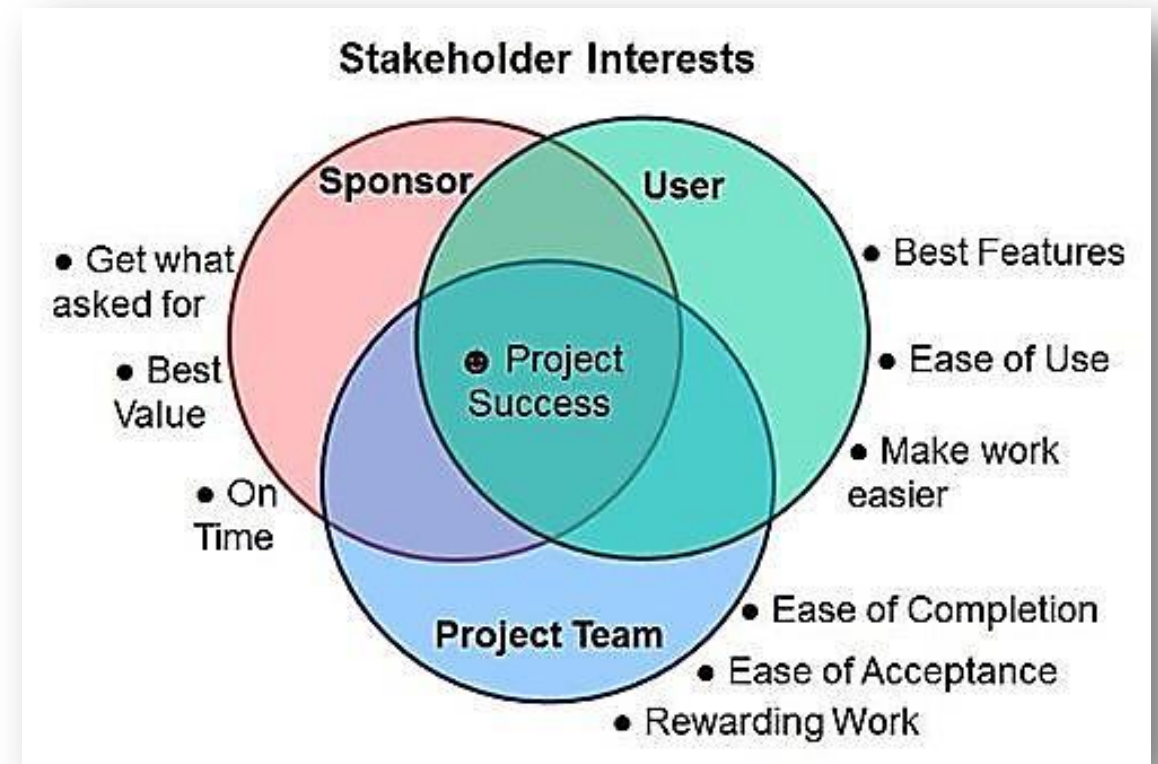 Stakeholder Interests
Sponsor
User
● Get what
asked for
● Best
Value
● On
Time
● Best Features
● Ease of Use
● Make work
easier
☻ Project
Success
Project Team
● Ease of Completion
● Ease of Acceptance
● Rewarding Work